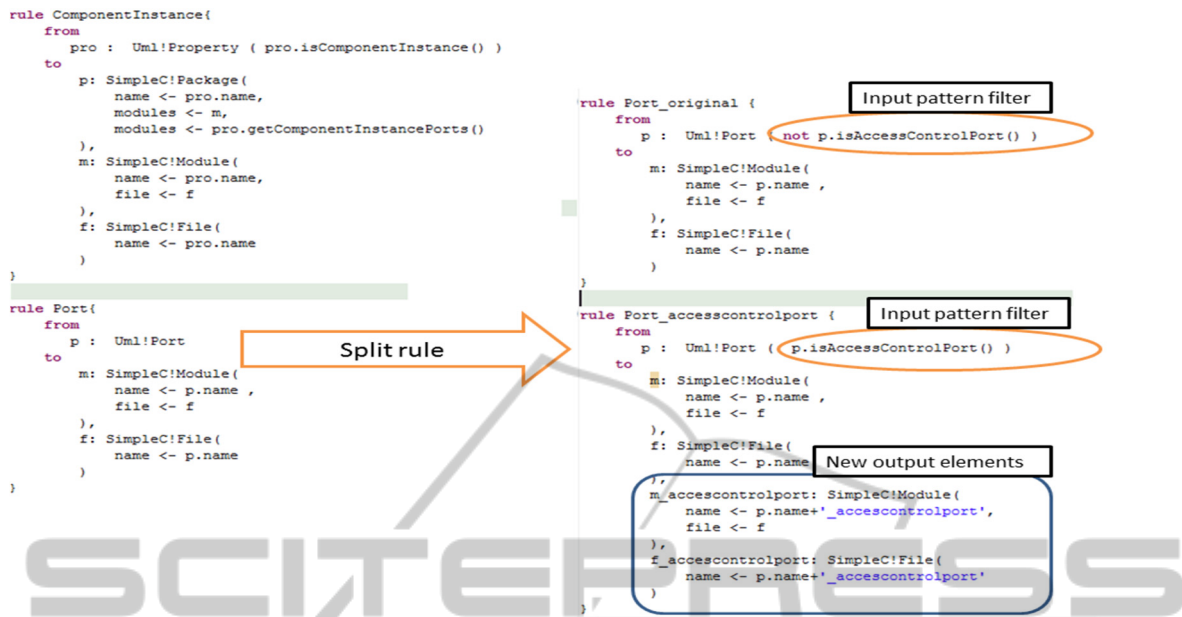 rule ComponentInstance{
from
pro : Uml!Property ( pro.isComponentInstance() )
to
p: SimpleC!Package(
name <- pro.name,
modules <- m,
modules <- pro.getComponentInstancePorts()
),
m: SimpleC!Module(
name <- pro.name,
file <- f
),
f: SimpleC!File(
name <- pro.name
)
}
rule Port{
from
p : Uml!Port
to
m: SimpleC!Module(
name <- p.name ,
file <- f
),
f: SimpleC!File(
name <- p.name
)
}
Split rule
Input pattern filter
rule Port_original {
from
p : Uml!Port ( not p.isAccessControlPort() )
to
m: SimpleC!Module(
name <- p.name ,
file <- f
),
f: SimpleC!File(
name <- p.name
)
}
Input pattern filter
rule Port_accesscontrolport {
from
p : Uml!Port ( p.isAccessControlPort() )
to
m: SimpleC!Module(
name <- p.name ,
file <- f
),
f: SimpleC!File(
name <- p.name
New output elements
),
m_accescontrolport: SimpleC!Module(
name <- p.name+'_accescontrolport',
file <- f
),
f_accescontrolport: SimpleC!File(
name <- p.name+'_accescontrolport'
)
}
SCITEPRESS